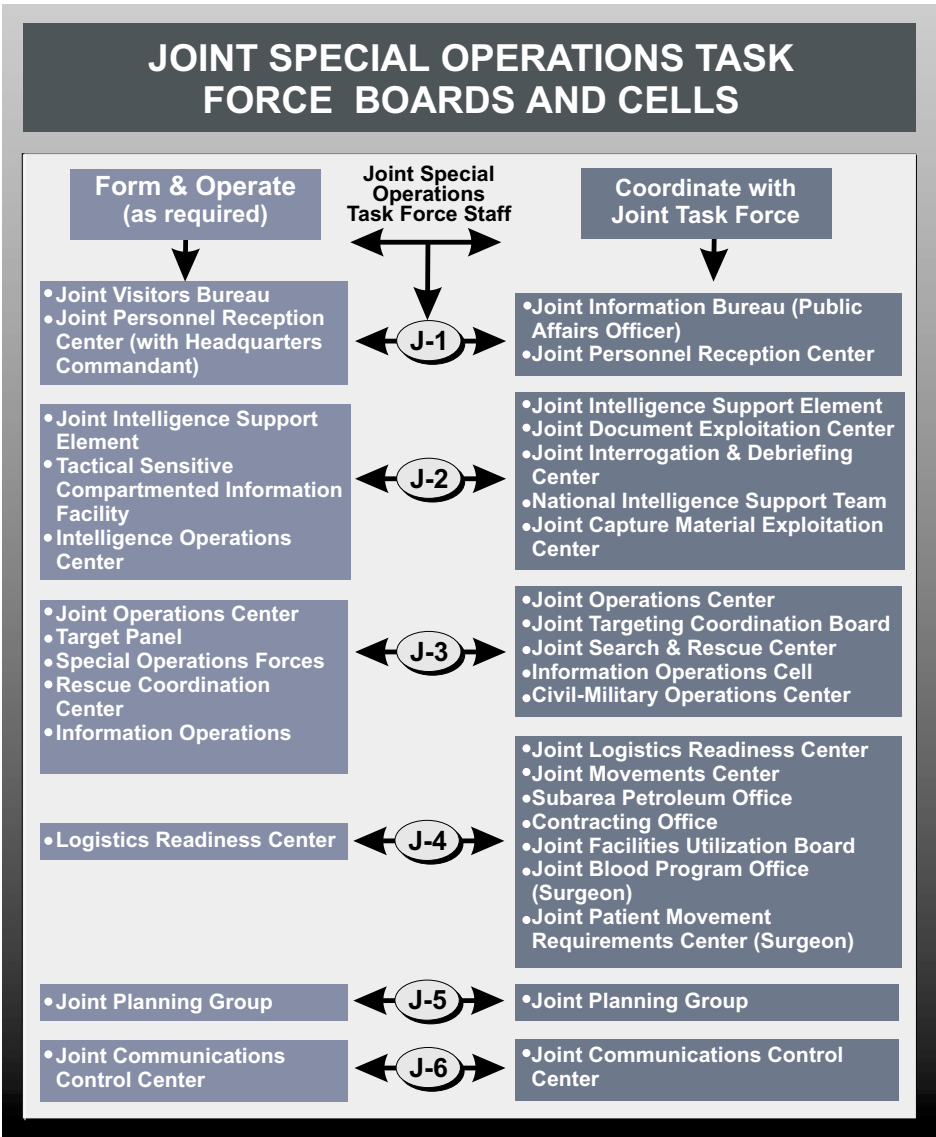 JOINT SPECIAL OPERATIONS TASK
FORCE BOARDS AND CELLS
Form & Operate
(as required)
Joint Special
Operations
Task Force Staff
Coordinate with
Joint Task Force
• Joint Visitors Bureau
• Joint Personnel Reception
Center (with Headquarters
Commandant)
J-1
• Joint Information Bureau (Public
Affairs Officer)
• Joint Personnel Reception Center
• Joint Intelligence Support
Element
• Tactical Sensitive
Compartmented Information
Facility
• Intelligence Operations
Center
J-2
• Joint Intelligence Support Element
• Joint Document Exploitation Center
• Joint Interrogation & Debriefing
Center
• National Intelligence Support Team
• Joint Capture Material Exploitation
Center
• Joint Operations Center
• Target Panel
• Special Operations Forces
• Rescue Coordination
Center
• Information Operations
J-3
• Joint Operations Center
• Joint Targeting Coordination Board
• Joint Search & Rescue Center
• Information Operations Cell
• Civil-Military Operations Center
• Logistics Readiness Center
J-4
• Joint Logistics Readiness Center
• Joint Movements Center
• Subarea Petroleum Office
• Contracting Office
• Joint Facilities Utilization Board
• Joint Blood Program Office
(Surgeon)
• Joint Patient Movement
Requirements Center (Surgeon)
• Joint Planning Group
J-5
• Joint Planning Group
• Joint Communications
Control Center
J-6
• Joint Communications Control
Center